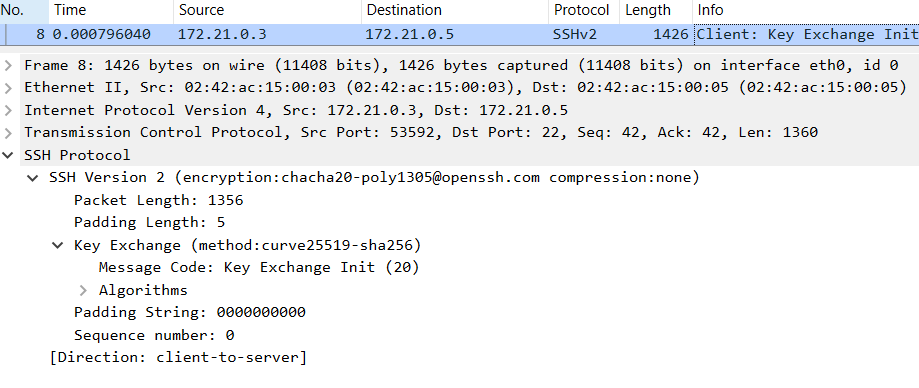 No. Time Source Destination Protocol Length Info
8 0.000796040 172.21.0.3 172.21.0.5 SSHv2 1426 Client: Key Exchange Init
Frame 8: 1426 bytes on wire (11408 bits), 1426 bytes captured (11408 bits) on interface eth0, id 0
Ethernet II, Src: 02:42:ac:15:00:03 (02:42:ac:15:00:03), Dst: 02:42:ac:15:00:05 (02:42:ac:15:00:05)
Internet Protocol Version 4, Src: 172.21.0.3, Dst: 172.21.0.5
Transmission Control Protocol, Src Port: 53592, Dst Port: 22, Seq: 42, Ack: 42, Len: 1360
SSH Protocol
SSH Version 2 (encryption:chacha20-poly1305@openssh.com compression:none)
Packet Length: 1356
Padding Length: 5
Key Exchange (method:curve25519-sha256)
Message Code: Key Exchange Init (20)
Algorithms
Padding String: 0000000000
Sequence number: 0
[Direction: client-to-server]